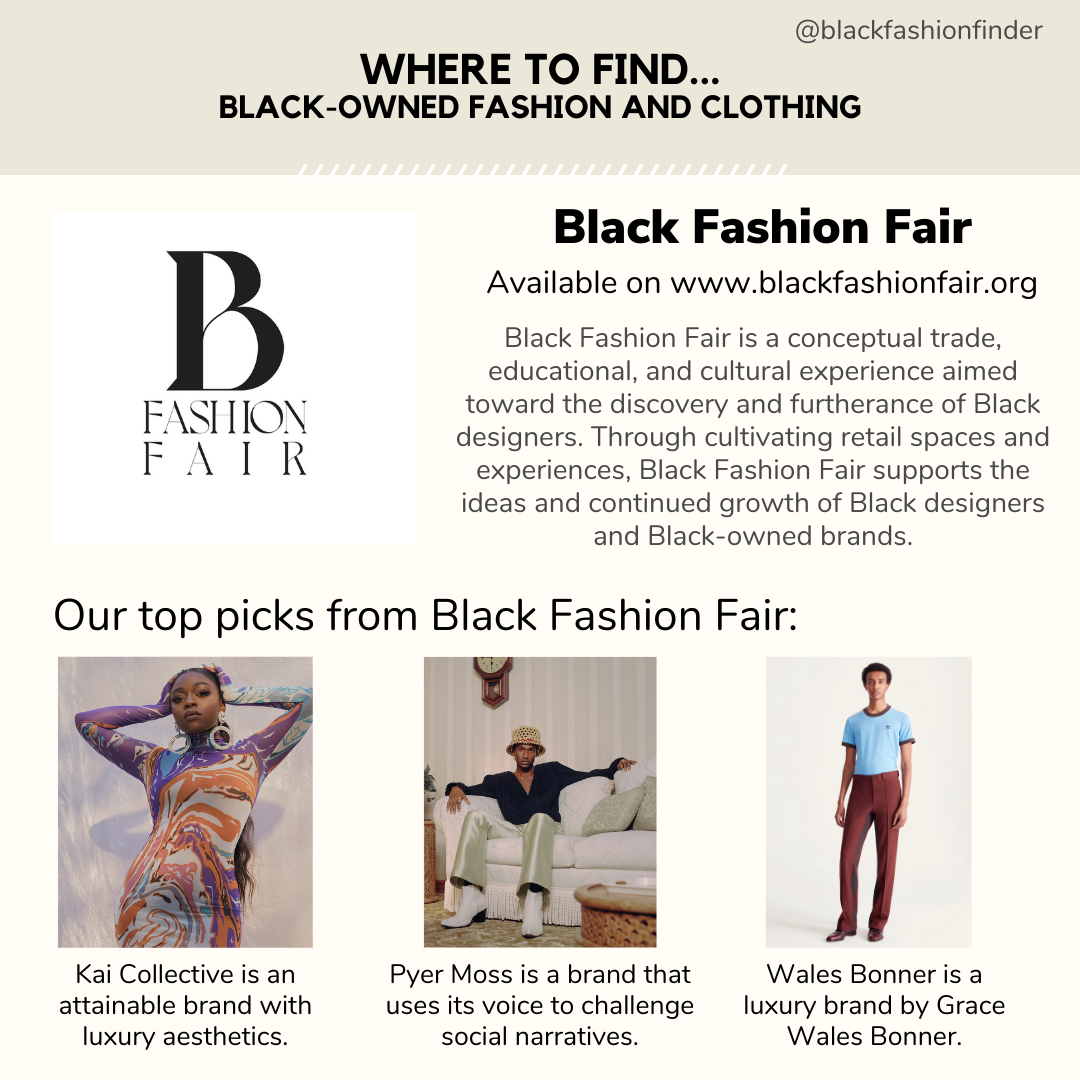 @blackfashionfinder
WHERE TO FIND...
BLACK-OWNED FASHION AND CLOTHING
B
FASHION
FAIR
Black Fashion Fair
Available on www.blackfashionfair.org
Black Fashion Fair is a conceptual trade,
educational, and cultural experience aimed
toward the discovery and furtherance of Black
designers. Through cultivating retail spaces and
experiences, Black Fashion Fair supports the
ideas and continued growth of Black designers
and Black-owned brands.
Our top picks from Black Fashion Fair:
Kai Collective is an
attainable brand with
luxury aesthetics.
Pyer Moss is a brand that
uses its voice to challenge
social narratives.
Wales Bonner is a
luxury brand by Grace
Wales Bonner.